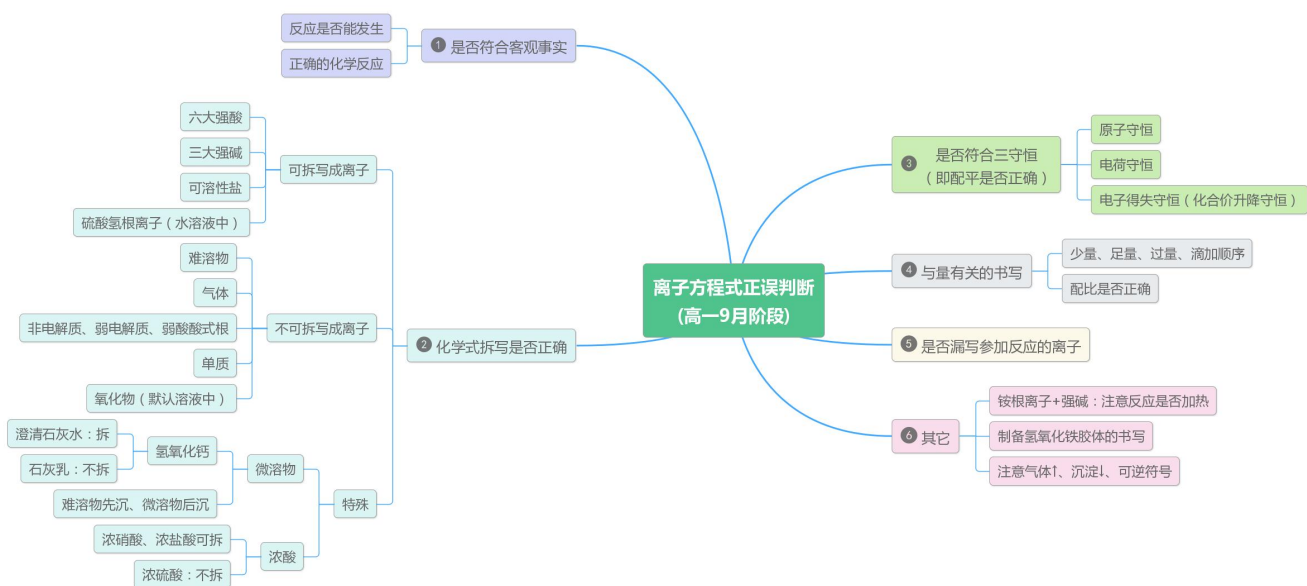 离子方程式正误判断
(高一9月阶段)
❶ 是否符合客观事实
反应是否能发生
正确的化学反应
❷ 化学式拆写是否正确
可拆写成离子
六大强酸
三大强碱
可溶性盐
硫酸氢根离子（水溶液中）
不可拆写成离子
难溶物
气体
非电解质、弱电解质、弱酸酸式根
单质
氧化物（默认溶液中）
特殊
微溶物
氢氧化钙
澄清石灰水：拆
石灰乳：不拆
难溶物先沉、微溶物后沉
浓酸
浓硝酸、浓盐酸可拆
浓硫酸：不拆
❸ 是否符合三守恒
（即配平是否正确）
原子守恒
电荷守恒
电子得失守恒（化合价升降守恒）
❹ 与量有关的书写
少量、足量、过量、滴加顺序
配比是否正确
❺ 是否漏写参加反应的离子
❻ 其它
铵根离子+强碱：注意反应是否加热
制备氢氧化铁胶体的书写
注意气体↑、沉淀↓、可逆符号